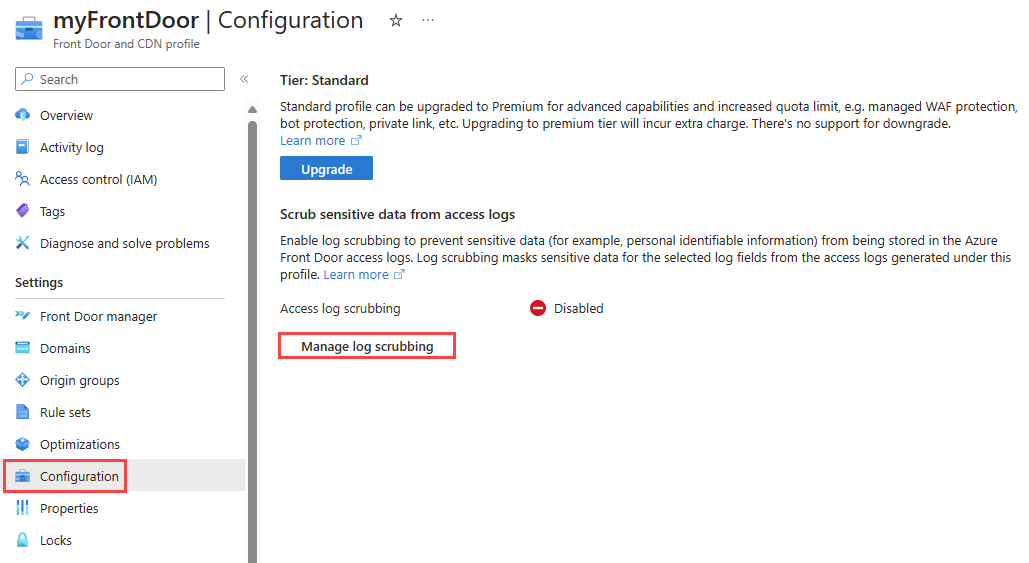 myFrontDoor | Configuration ☆ ···
Front Door and CDN profile
Search «
Overview
Activity log
Access control (IAM)
Tags
Diagnose and solve problems
Settings
Front Door manager
Domains
Origin groups
Rule sets
Optimizations
Configuration
Properties
Locks
Tier: Standard
Standard profile can be upgraded to Premium for advanced capabilities and increased quota limit, e.g. managed WAF protection,
bot protection, private link, etc. Upgrading to premium tier will incur extra charge. There's no support for downgrade.
Learn more
Upgrade
Scrub sensitive data from access logs
Enable log scrubbing to prevent sensitive data (for example, personal identifiable information) from being stored in the Azure
Front Door access logs. Log scrubbing masks sensitive data for the selected log fields from the access logs generated under this
profile. Learn more
Access log scrubbing Disabled
Manage log scrubbing